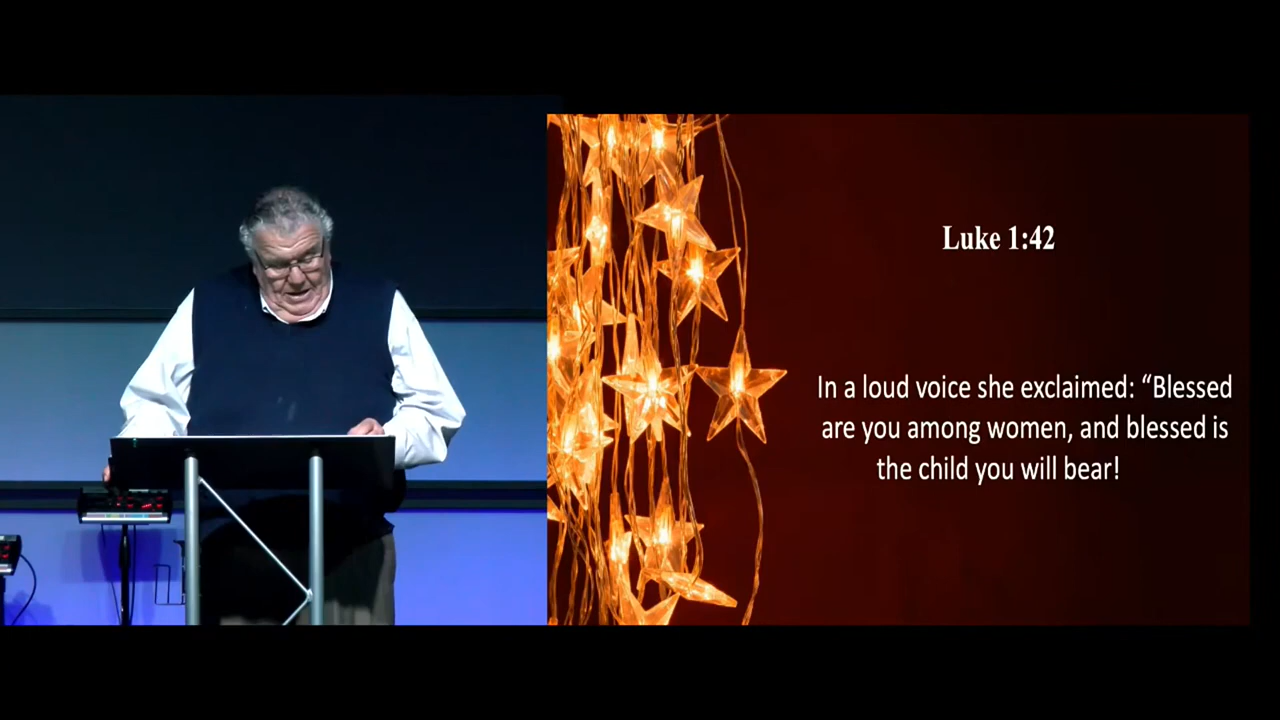 Luke 1:42
In a loud voice she exclaimed: “Blessed
are you among women, and blessed is
the child you will bear!